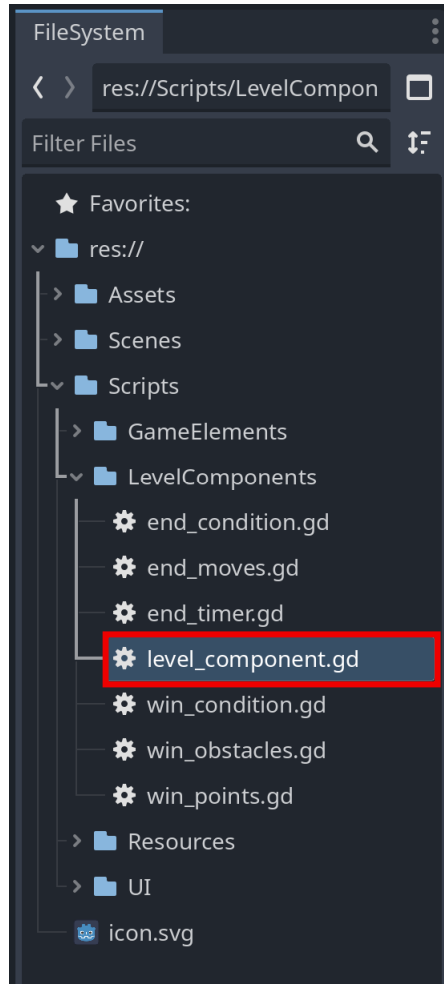 FileSystem
res://Scripts/LevelCompon
Filter Files
Favorites:
res://
Assets
Scenes
Scripts
GameElements
LevelComponents
end_condition.gd
end_moves.gd
end_timer.gd
level_component.gd
win_condition.gd
win_obstacles.gd
win_points.gd
Resources
UI
icon.svg